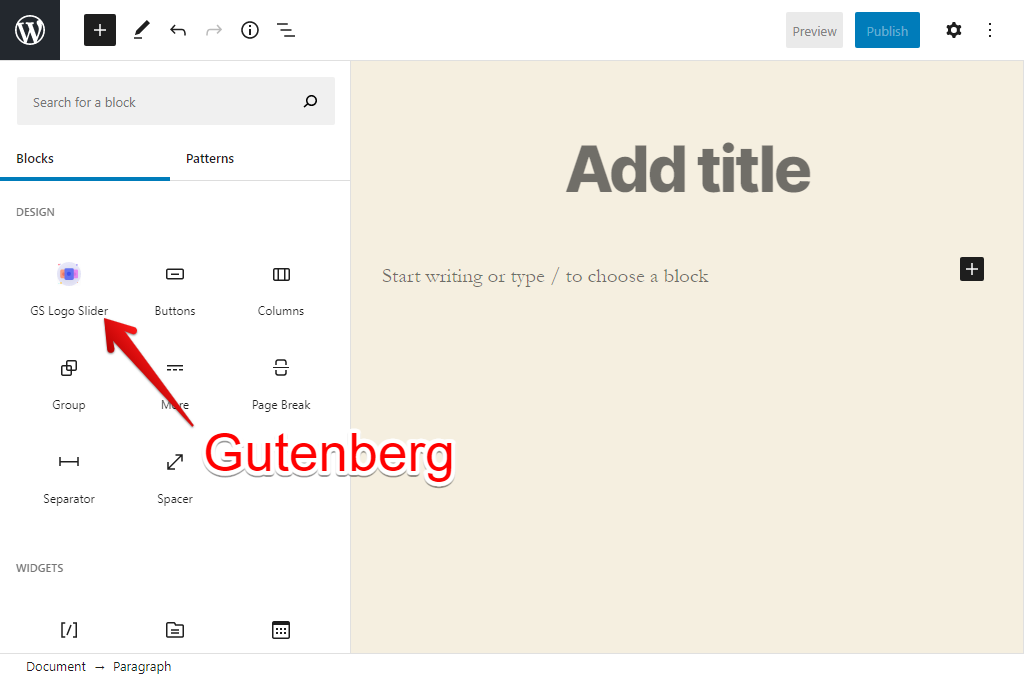 Preview
Publish
Search for a block
Blocks
Patterns
Add title
DESIGN
Start writing or type / to choose a block
GS Logo Slider
Buttons
Columns
Group
More
Page Break
Gutenberg
Separator
Spacer
WIDGETS
Document → Paragraph